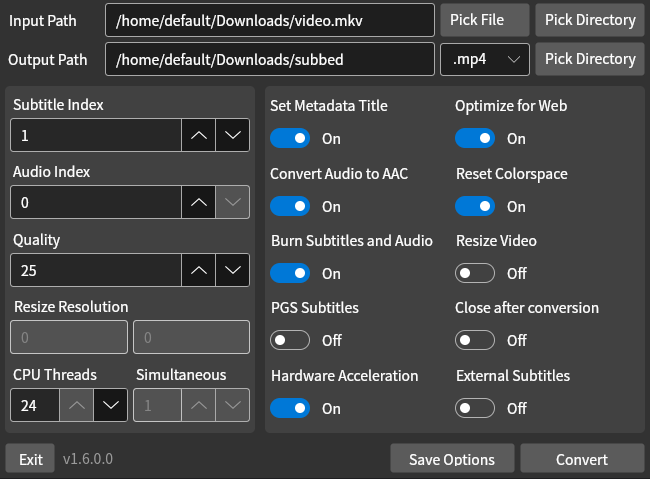 Input Path /home/default/Downloads/video.mkv Pick File Pick Directory
Output Path /home/default/Downloads/subbed .mp4 Pick Directory
Subtitle Index
1
Audio Index
0
Quality
25
Resize Resolution
0 0
CPU Threads Simultaneous
24 1
Set Metadata Title Optimize for Web
On On
Convert Audio to AAC Reset Colorspace
On On
Burn Subtitles and Audio Resize Video
On Off
PGS Subtitles Close after conversion
Off Off
Hardware Acceleration External Subtitles
On Off
Exit v1.6.0.0 Save Options Convert